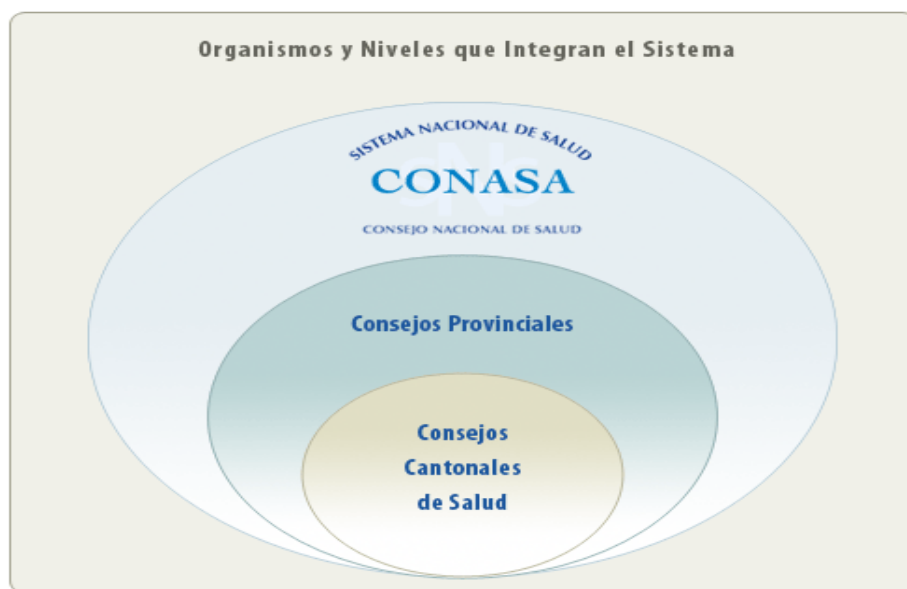 Organismos y Niveles que Integran el Sistema
SISTEMA NACIONAL DE SALUD
SNS
CONASA
CONSEJO NACIONAL DE SALUD
Consejos Provinciales
Consejos
Cantonales
de Salud